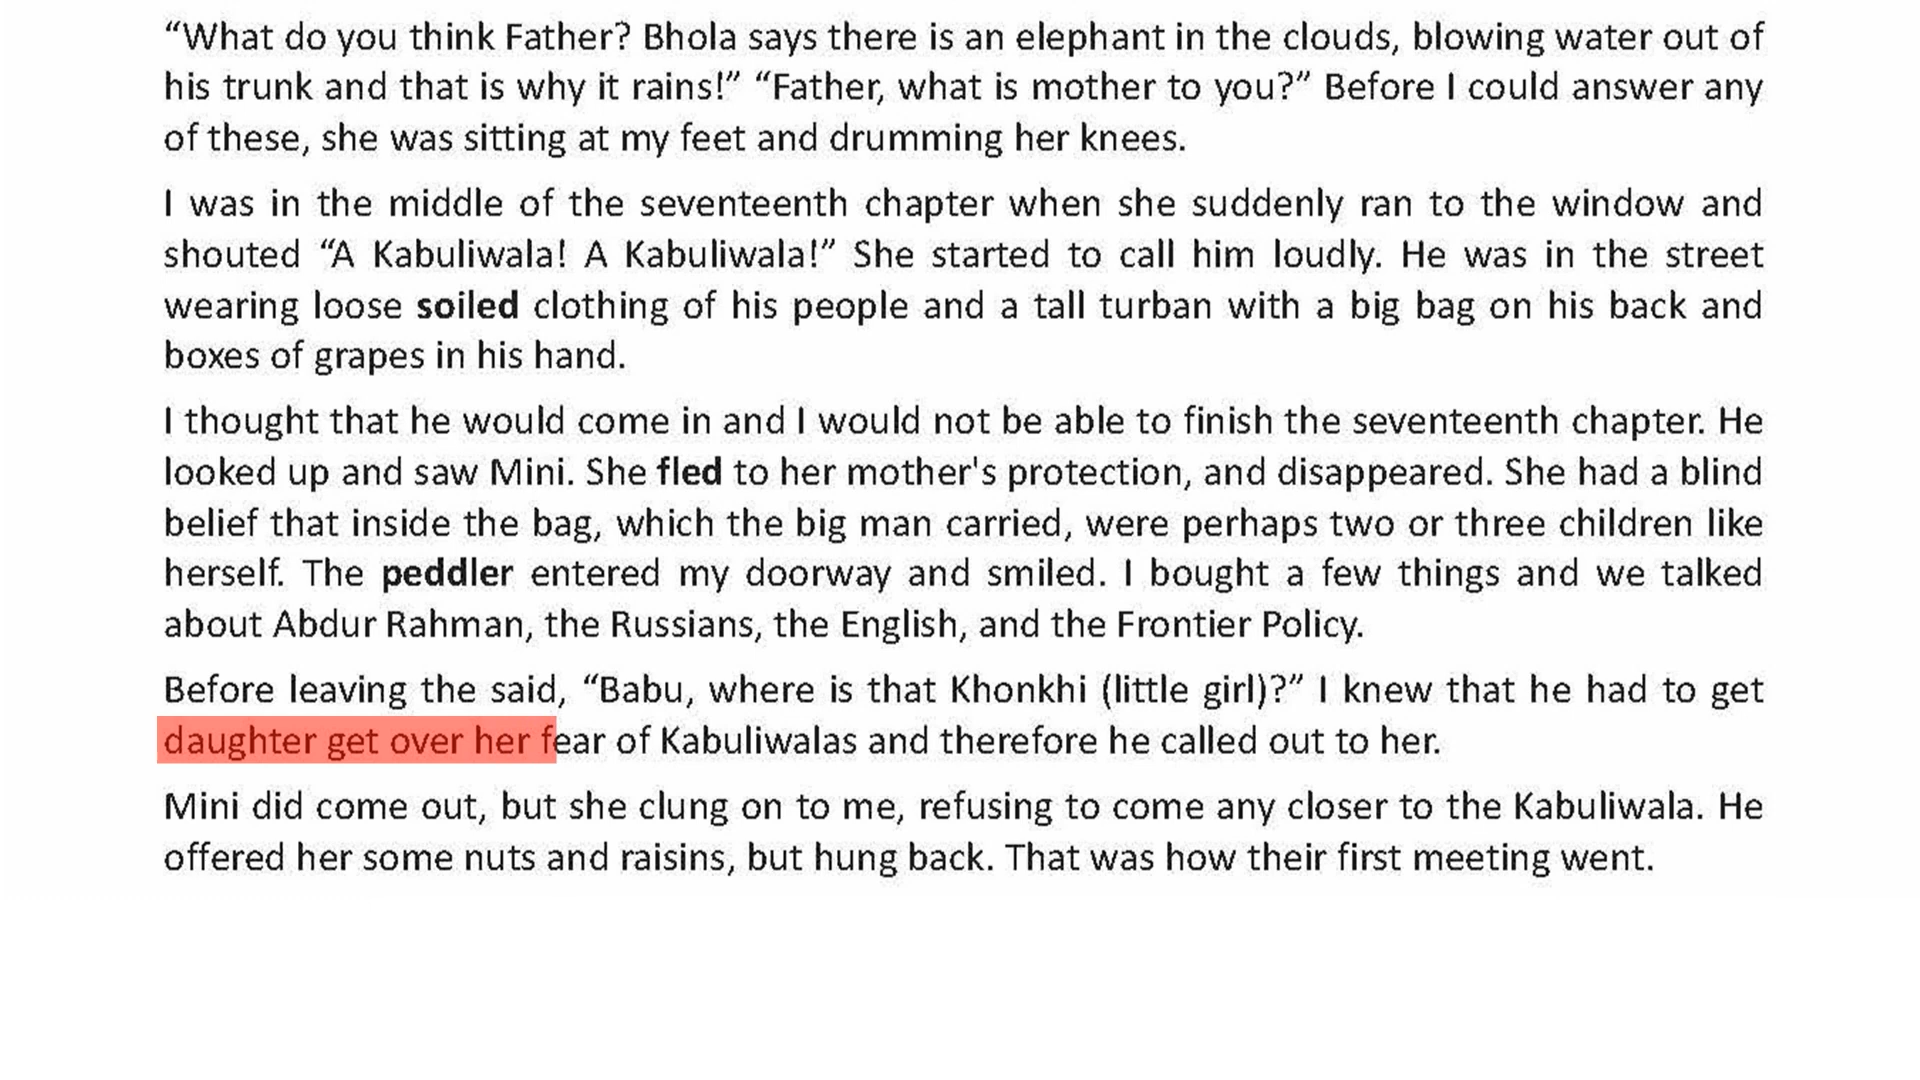 “What do you think Father? Bhola says there is an elephant in the clouds, blowing water out of
his trunk and that is why it rains!” “Father, what is mother to you?” Before I could answer any
of these, she was sitting at my feet and drumming her knees.
I was in the middle of the seventeenth chapter when she suddenly ran to the window and
shouted “A Kabuliwala! A Kabuliwala!” She started to call him loudly. He was in the street
wearing loose soiled clothing of his people and a tall turban with a big bag on his back and
boxes of grapes in his hand.
I thought that he would come in and I would not be able to finish the seventeenth chapter. He
looked up and saw Mini. She fled to her mother's protection, and disappeared. She had a blind
belief that inside the bag, which the big man carried, were perhaps two or three children like
herself. The peddler entered my doorway and smiled. I bought a few things and we talked
about Abdur Rahman, the Russians, the English, and the Frontier Policy.
Before leaving the said, “Babu, where is that Khonkhi (little girl)?” I knew that he had to get
daughter get over her fear of Kabuliwalas and therefore he called out to her.
Mini did come out, but she clung on to me, refusing to come any closer to the Kabuliwala. He
offered her some nuts and raisins, but hung back. That was how their first meeting went.